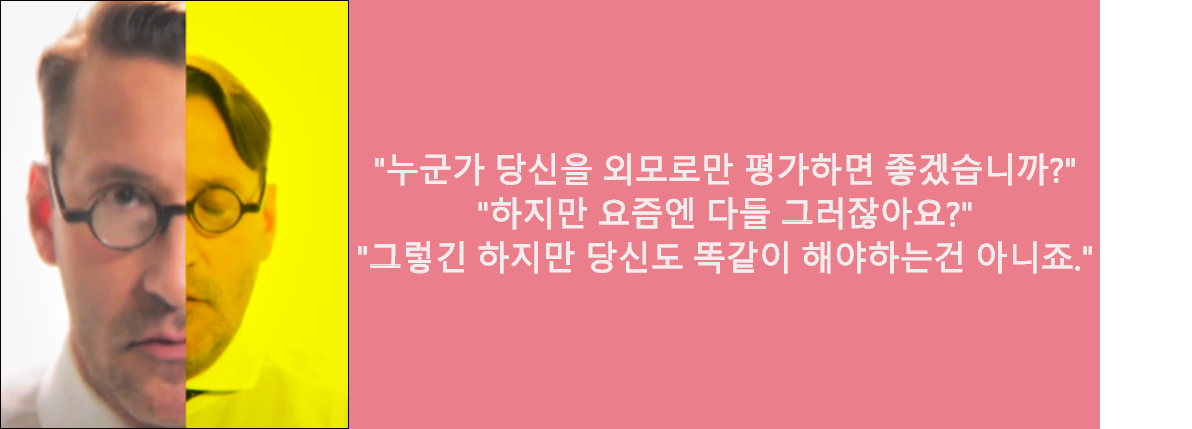 "누군가 당신을 외모로만 평가하면 좋겠습니까?"
"하지만 요즘엔 다들 그러잖아요?"
"그렇긴 하지만 당신도 똑같이 해야하는건 아니죠."